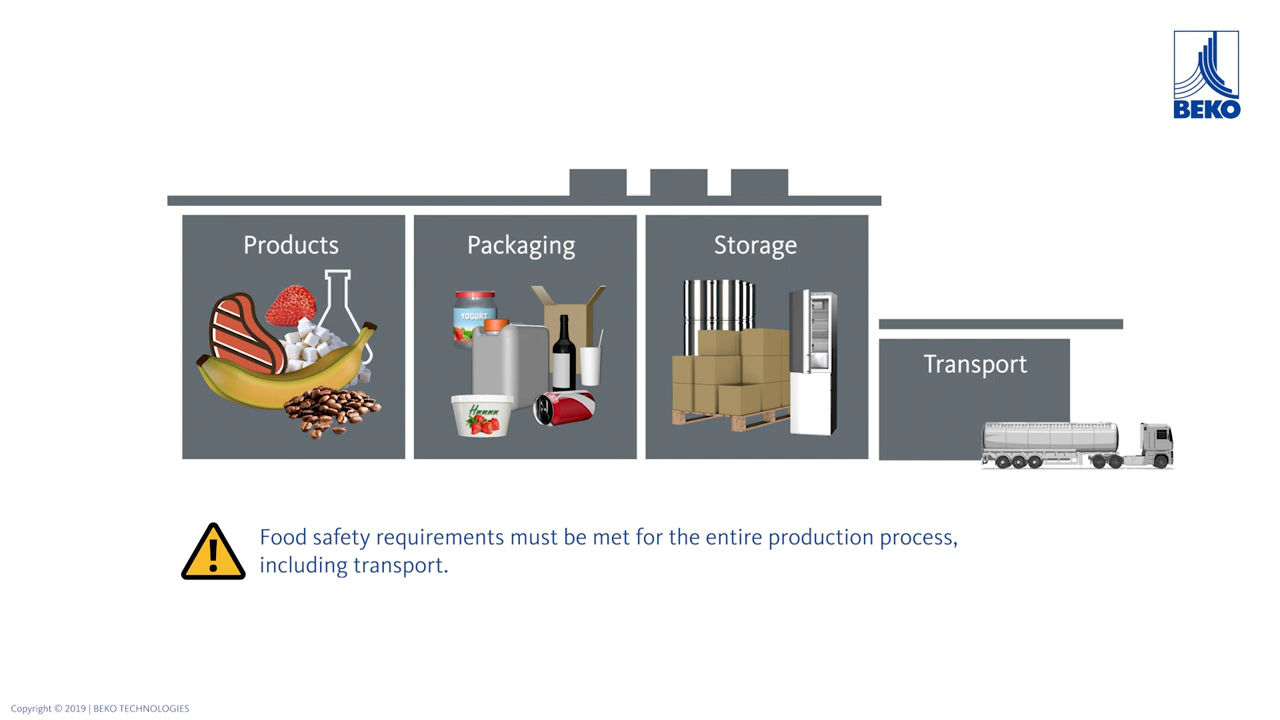 BEKO
Products
Packaging
Storage
YOGURT
Hmmm
Transport
Food safety requirements must be met for the entire production process,
including transport.
Copyright © 2019 | BEKO TECHNOLOGIES